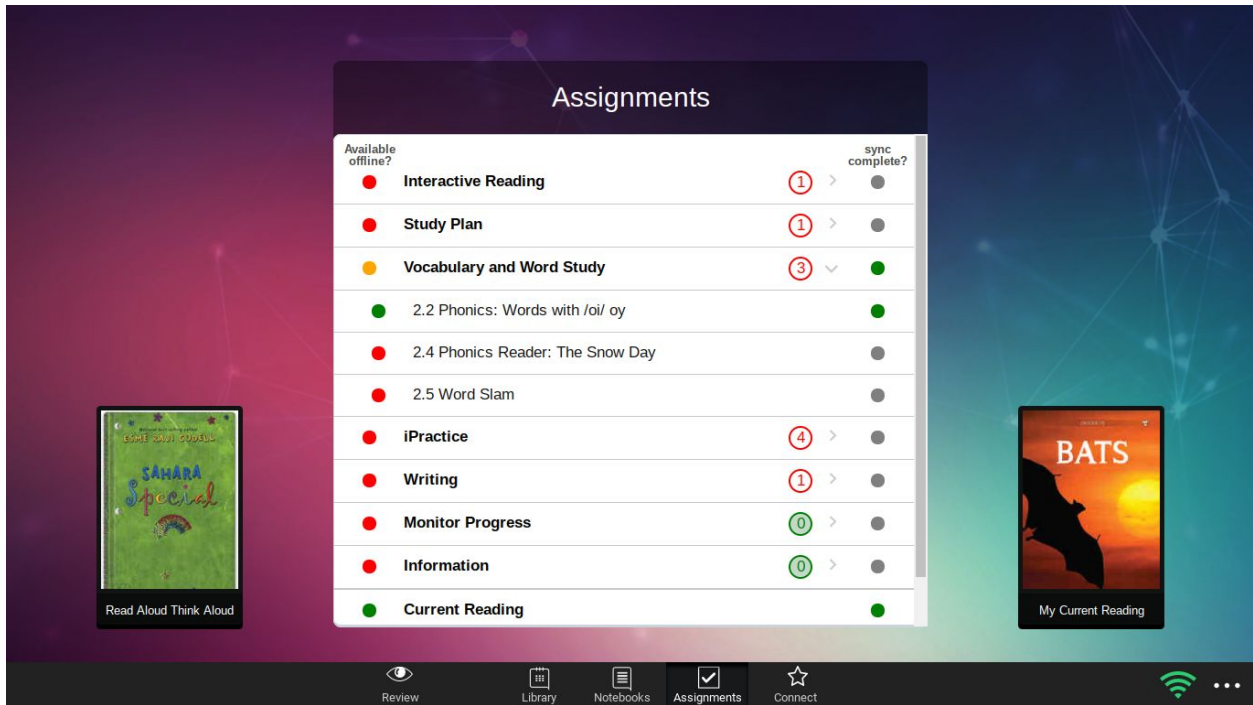 Assignments
Available
offline?
sync
complete?
Interactive Reading 1
Study Plan 1
Vocabulary and Word Study 3
2.2 Phonics: Words with /oi/ oy
2.4 Phonics Reader: The Snow Day
2.5 Word Slam
iPractice 4
Writing 1
Monitor Progress 0
Information 0
Current Reading
ESMÉ RAJI CODELL
SAHARA
Special
Read Aloud Think Aloud
BATS
My Current Reading
Review
Library
Notebooks
Assignments
Connect